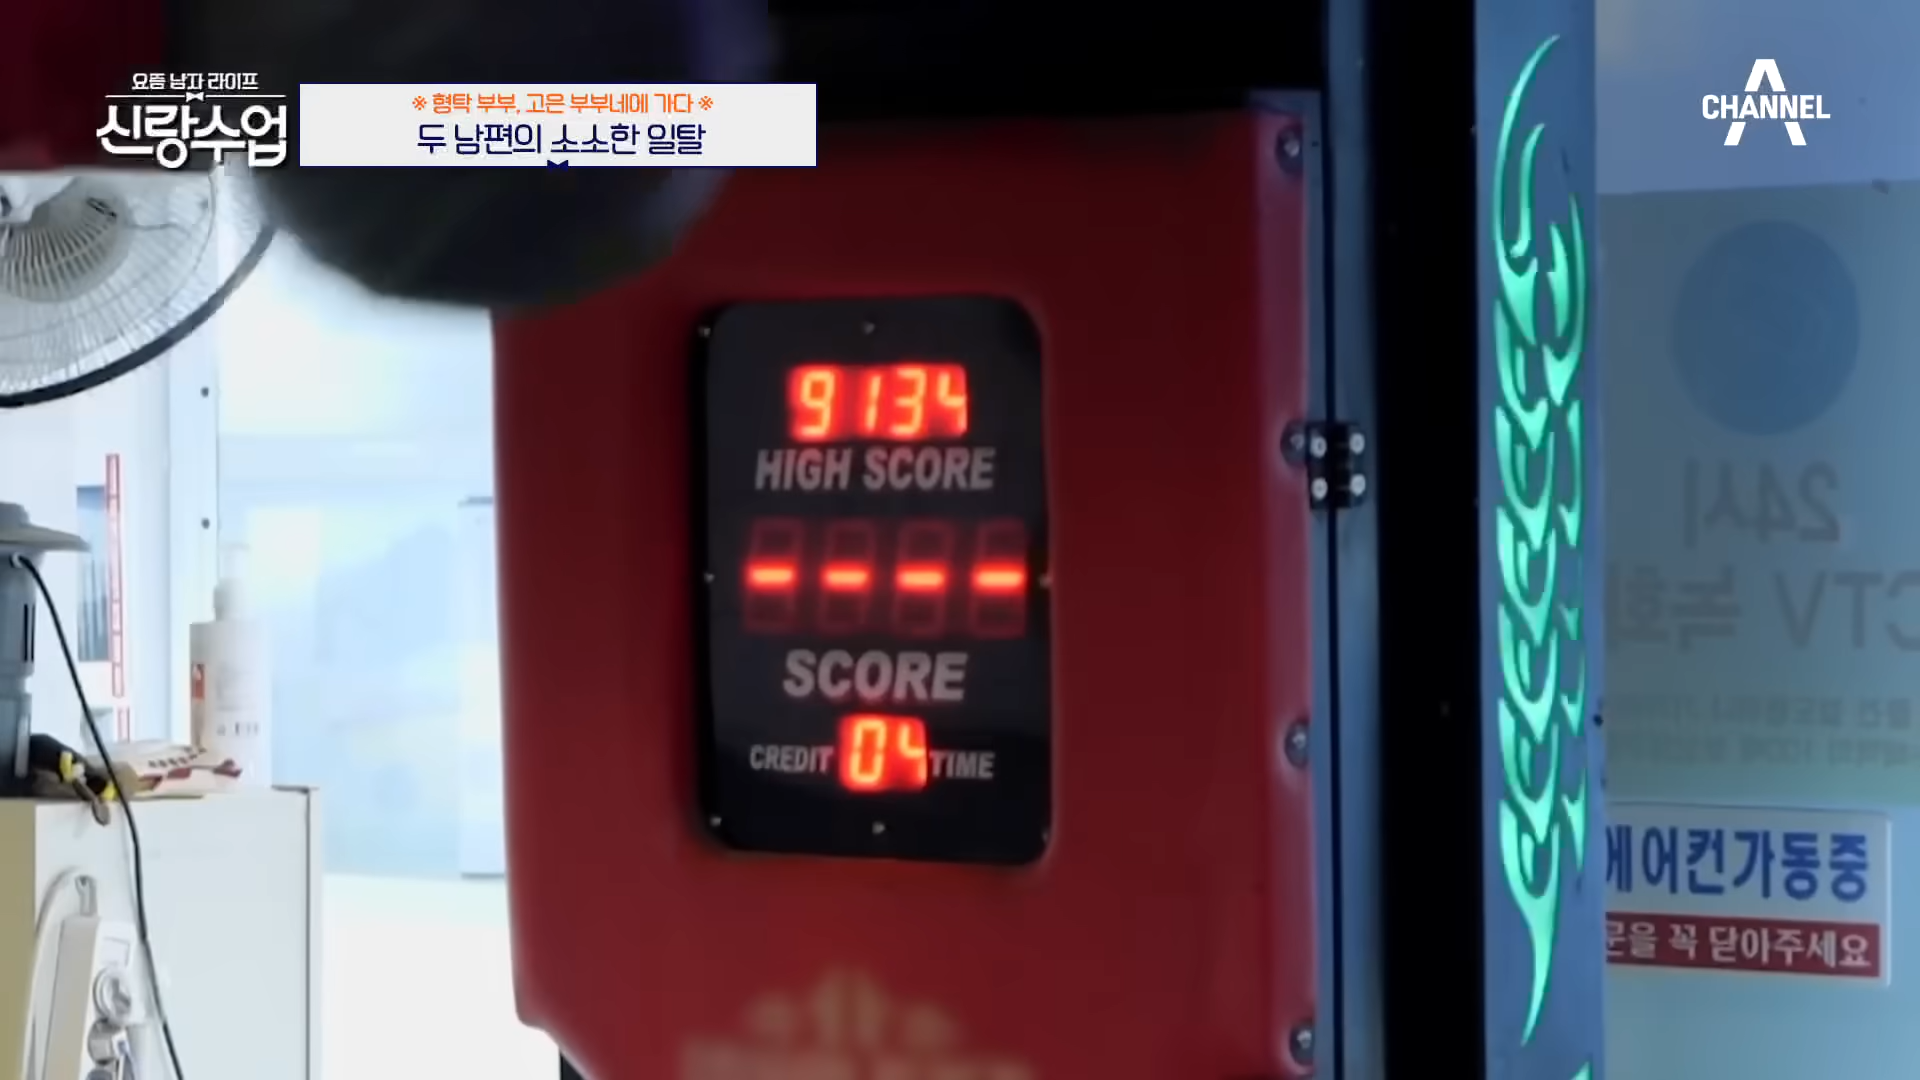 요즘 남자 라이프
신랑수업
※ 형탁 부부, 고은 부부네에 가다 ※
두 남편의 소소한 일탈
CHANNEL A
9134
HIGH SCORE
----
SCORE
CREDIT 04 TIME
24시
CTV 녹화
에어컨가동중
문을 꼭 닫아주세요